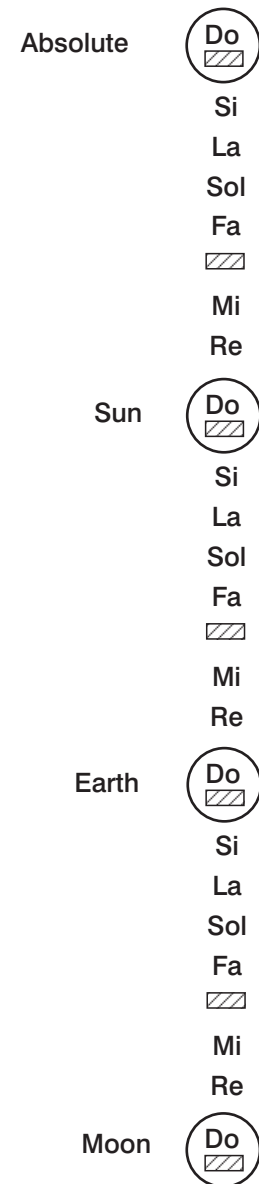 Absolute Do
Si
La
Sol
Fa
Mi
Re
Sun Do
Si
La
Sol
Fa
Mi
Re
Earth Do
Si
La
Sol
Fa
Mi
Re
Moon Do